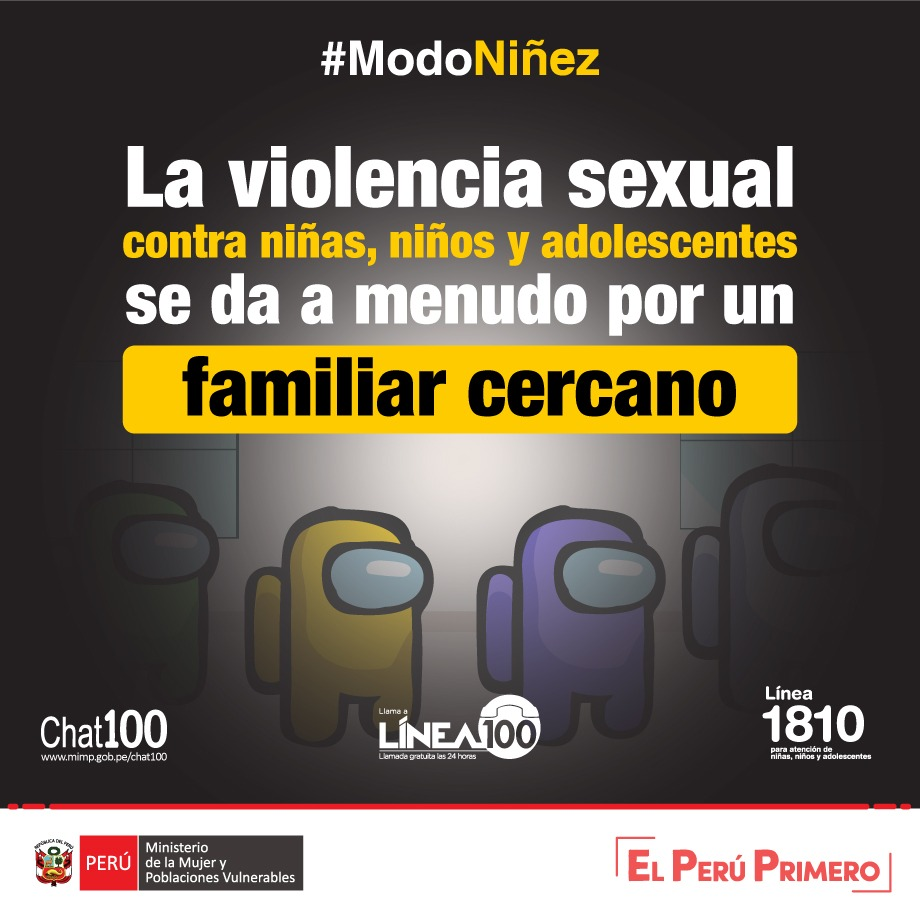 #ModoNiñez
La violencia sexual
contra niñas, niños y adolescentes
se da a menudo por un
familiar cercano
Chat100
www.mimp.gob.pe/chat100
Llama a
LÍNEA100
Llamada gratuita las 24 horas
Línea
1810
para atención de
niñas, niños y adolescentes
REPÚBLICA DEL PERÚ
PERÚ
Ministerio
de la Mujer y
Poblaciones Vulnerables
EL PERÚ PRIMERO